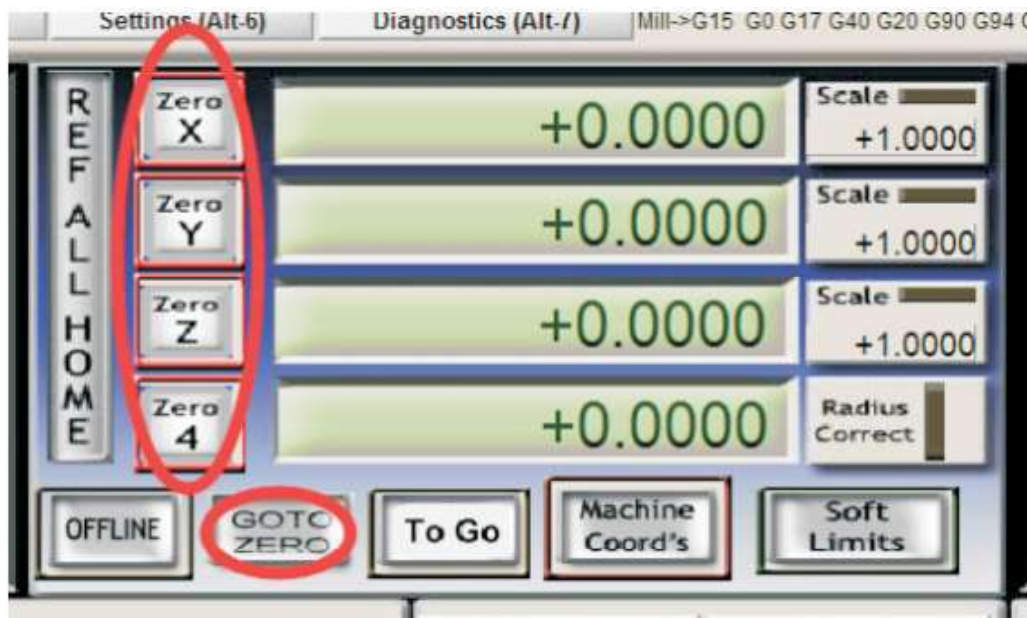 Settings (Alt-6) Diagnostics (Alt-7) Mill->G15 G0 G17 G40 G20 G90 G94
REF ALL HOME
Zero
X
+0.0000
Scale
+1.0000
Zero
Y
+0.0000
Scale
+1.0000
Zero
Z
+0.0000
Scale
+1.0000
Zero
4
+0.0000
Radius
Correct
OFFLINE
GOTO
ZERO
To Go
Machine
Coord's
Soft
Limits